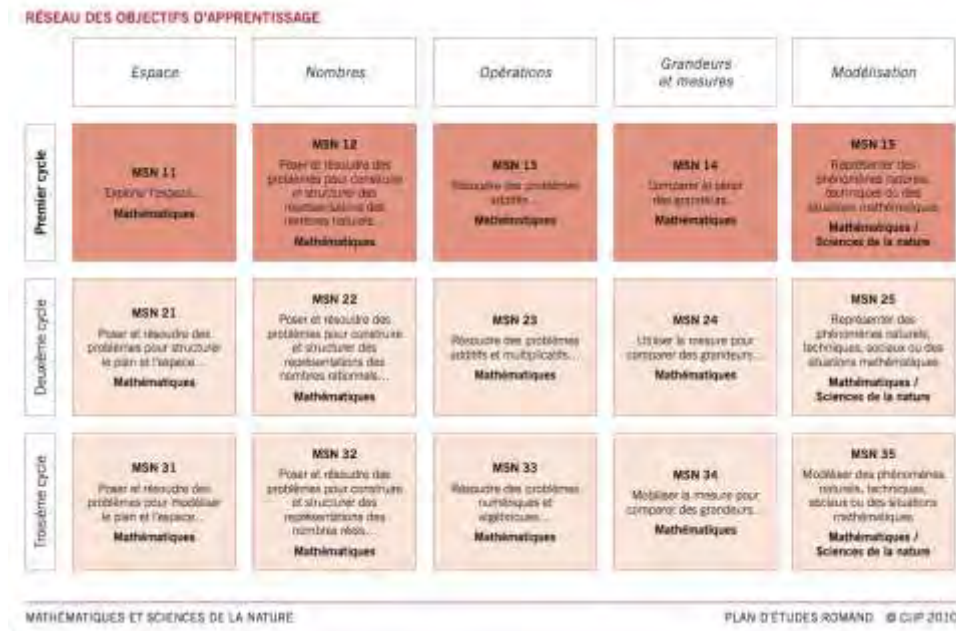 RÉSEAU DES OBJECTIFS D'APPRENTISSAGE
Espace
Nombres
Opérations
Grandeurs
et mesures
Modélisation
Premier cycle
MSN 11
Explorer l'espace...
Mathématiques
MSN 12
Poser et résoudre des
problèmes pour construire
et structurer des
représentations des
nombres naturels...
Mathématiques
MSN 13
Résoudre des problèmes
additifs...
Mathématiques
MSN 14
Comparer et sérier
des grandeurs...
Mathématiques
MSN 15
Représenter des
phénomènes naturels,
techniques ou des
situations mathématiques
Mathématiques /
Sciences de la nature
Deuxième cycle
MSN 21
Poser et résoudre des
problèmes pour structurer
le plan et l'espace...
Mathématiques
MSN 22
Poser et résoudre des
problèmes pour construire
et structurer des
représentations des
nombres rationnels...
Mathématiques
MSN 23
Résoudre des problèmes
additifs et multiplicatifs...
Mathématiques
MSN 24
Utiliser la mesure pour
comparer des grandeurs...
Mathématiques
MSN 25
Représenter des
phénomènes naturels,
techniques, sociaux ou des
situations mathématiques
Mathématiques /
Sciences de la nature
Troisième cycle
MSN 31
Poser et résoudre des
problèmes pour modéliser
le plan et l'espace...
Mathématiques
MSN 32
Poser et résoudre des
problèmes pour construire
et structurer des
représentations des
nombres réels...
Mathématiques
MSN 33
Résoudre des problèmes
numériques et
algébriques...
Mathématiques
MSN 34
Mobiliser la mesure pour
comparer des grandeurs...
Mathématiques
MSN 35
Modéliser des phénomènes
naturels, techniques,
sociaux ou des situations
mathématiques
Mathématiques /
Sciences de la nature
MATHÉMATIQUES ET SCIENCES DE LA NATURE
PLAN D'ÉTUDES ROMAND © CIIP 2010